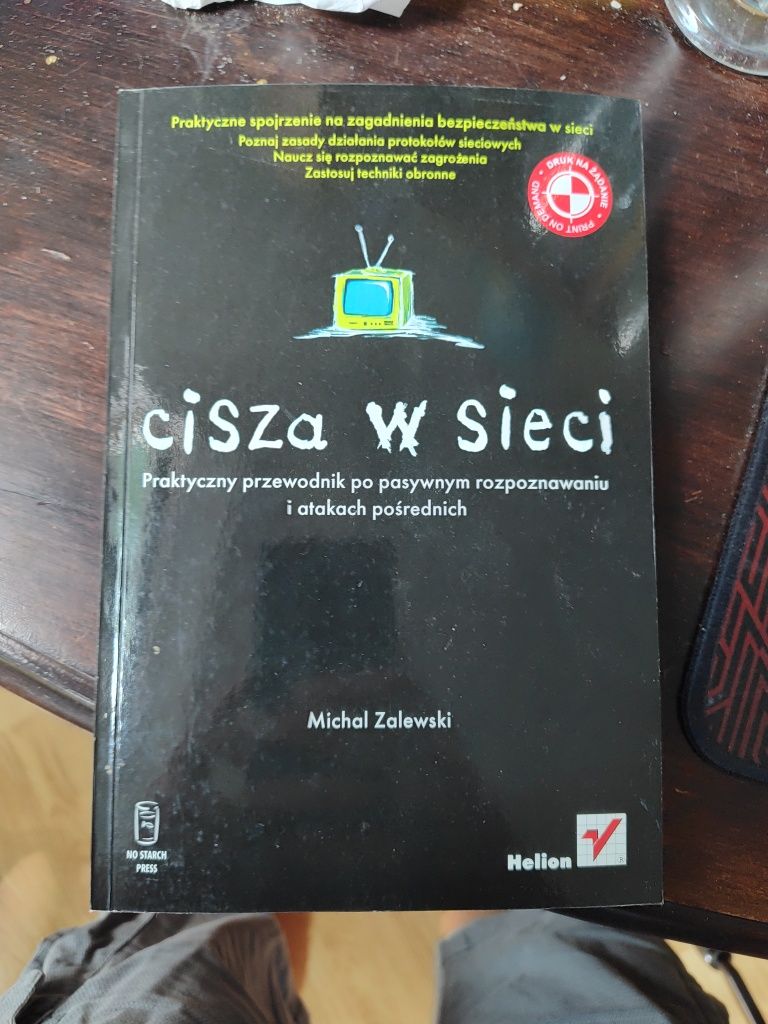 Praktyczne spojrzenie na zagadnienia bezpieczeństwa w sieci
Poznaj zasady działania protokołów sieciowych
Naucz się rozpoznawać zagrożenia
Zastosuj techniki obronne
DRUK NA ŻĄDANIE
PRINT ON DEMAND
cisza w sieci
Praktyczny przewodnik po pasywnym rozpoznawaniu
i atakach pośrednich
Michal Zalewski
NO STARCH
PRESS
Helion
®